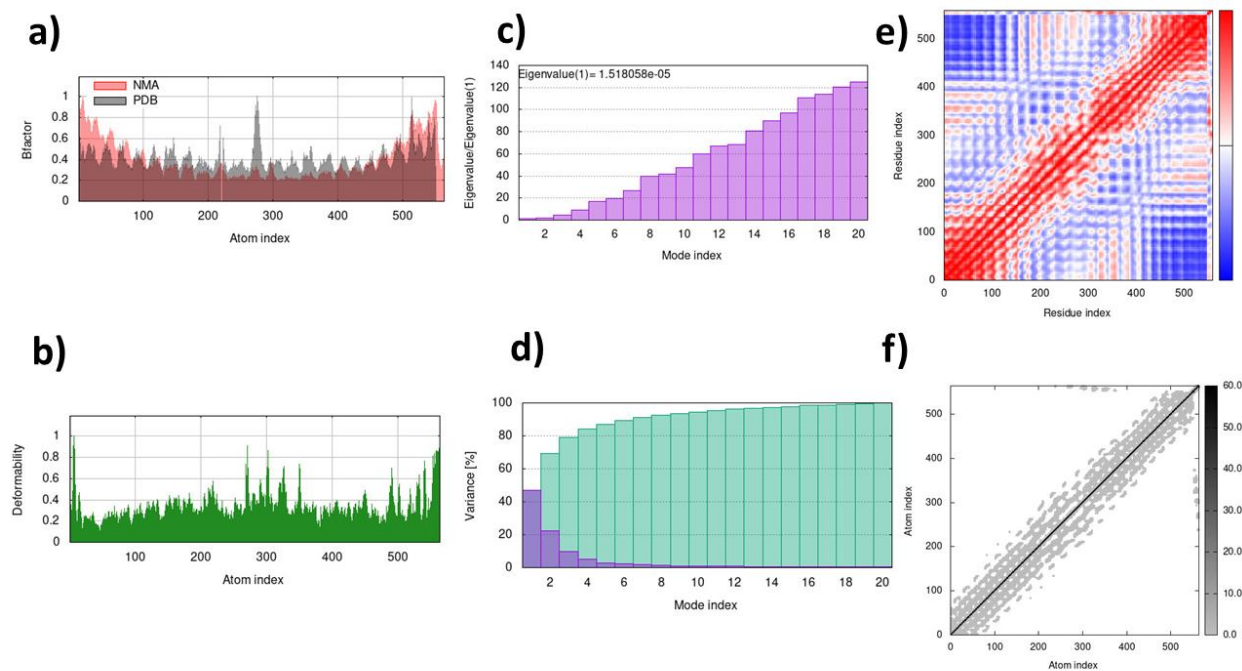 a)
NMA
PDB
Bfactor
1
0.8
0.6
0.4
0.2
0
100 200 300 400 500
Atom index
b)
Deformability
1
0.8
0.6
0.4
0.2
0
100 200 300 400 500
Atom index
c)
Eigenvalue(1)= 1.518058e-05
Eigenvalue/Eigenvalue(1)
140
120
100
80
60
40
20
0
2 4 6 8 10 12 14 16 18 20
Mode index
d)
Variance [%]
100
80
60
40
20
0
2 4 6 8 10 12 14 16 18 20
Mode index
e)
Residue index
500
400
300
200
100
0
0 100 200 300 400 500
Residue index
f)
Atom index
500
400
300
200
100
0
0 100 200 300 400 500
Atom index
60.0
50.0
40.0
30.0
20.0
10.0
0.0